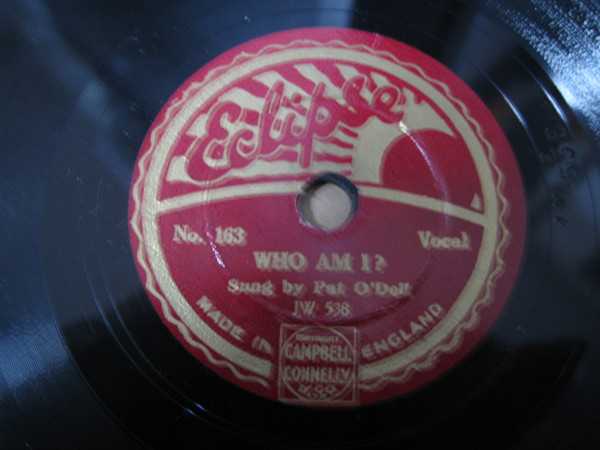 Eclipse
No. 163 Vocal
WHO AM I?
Sung by Pat O'Dell
JW 538
MADE IN ENGLAND
CAMPBELL
CONNELLY
& CO